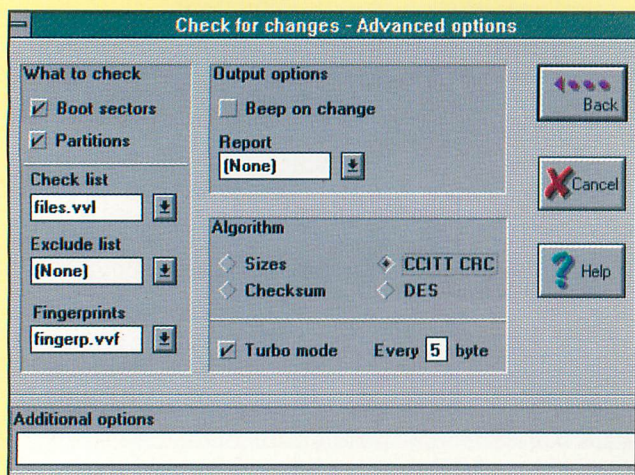 Check for changes - Advanced options
What to check
Boot sectors
Partitions
Check list
files.vvl
Exclude list
(None)
Fingerprints
fingerp.vvf
Output options
Beep on change
Report
(None)
Algorithm
Sizes
CCITT CRC
Checksum
DES
Turbo mode Every 5 byte
Back
Cancel
Help
Additional options